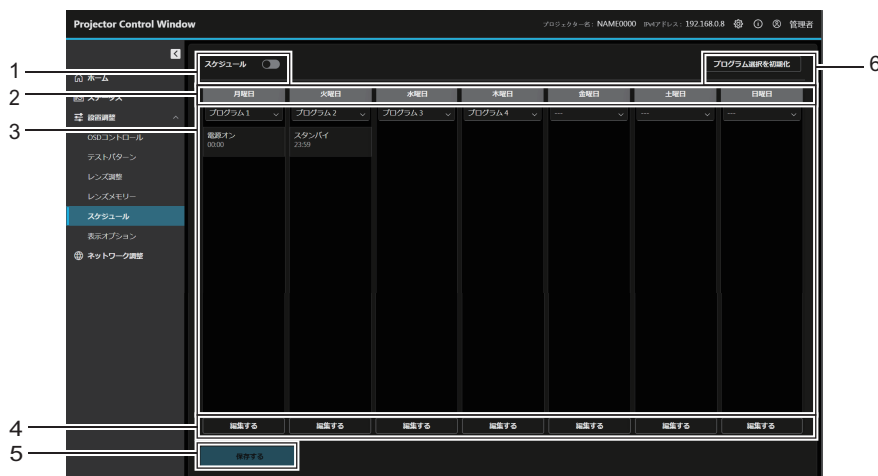 Projector Control Window プロジェクター名: NAME0000 IPv4アドレス: 192.168.0.8 管理者
1 スケジュール プログラム選択を初期化 6
ホーム
2 月曜日 火曜日 水曜日 木曜日 金曜日 土曜日 日曜日
ステータス
3 プログラム 1 プログラム 2 プログラム 3 プログラム 4 --- --- ---
設置調整
電源オン スタンバイ
00:00 23:59
OSDコントロール
テストパターン
レンズ調整
レンズメモリー
スケジュール
表示オプション
ネットワーク調整
4 編集する 編集する 編集する 編集する 編集する 編集する 編集する
5 保存する